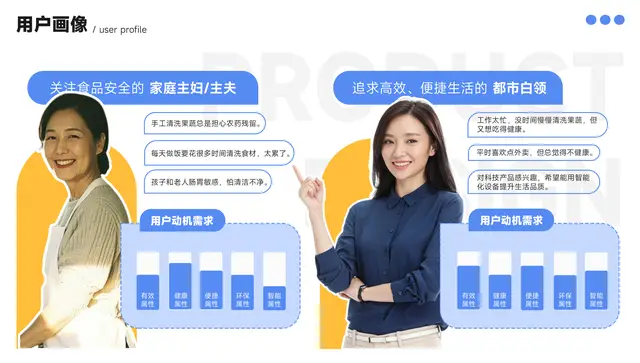 用户画像 / user profile
PRODUCT
关注食品安全的 家庭主妇/主夫
手工清洗果蔬总是担心农药残留。
每天做饭要花很多时间清洗食材，太累了。
孩子和老人肠胃敏感，怕清洁不净。
用户动机需求
有效
属性
健康
属性
便捷
属性
环保
属性
智能
属性
追求高效、便捷生活的 都市白领
工作太忙，没时间慢慢清洗果蔬，但
又想吃得健康。
平时喜欢点外卖，但总觉得不健康。
对科技产品感兴趣，希望能用智能
化设备提升生活品质。
用户动机需求
有效
属性
健康
属性
便捷
属性
环保
属性
智能
属性